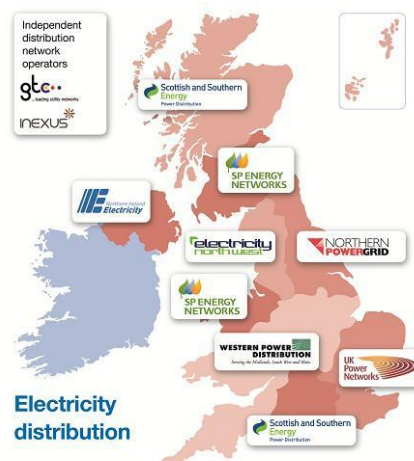 Independent
distribution
network
operators
gtc
...leading utility networks
INEXUS
Scottish and Southern
Energy
Power Distribution
SP ENERGY
NETWORKS
Northern Ireland
Electricity
electricity
north west
NORTHERN
POWERGRID
SP ENERGY
NETWORKS
WESTERN POWER
DISTRIBUTION
Serving the Midlands, South West and Wales
UK
Power
Networks
Electricity
distribution
Scottish and Southern
Energy
Power Distribution